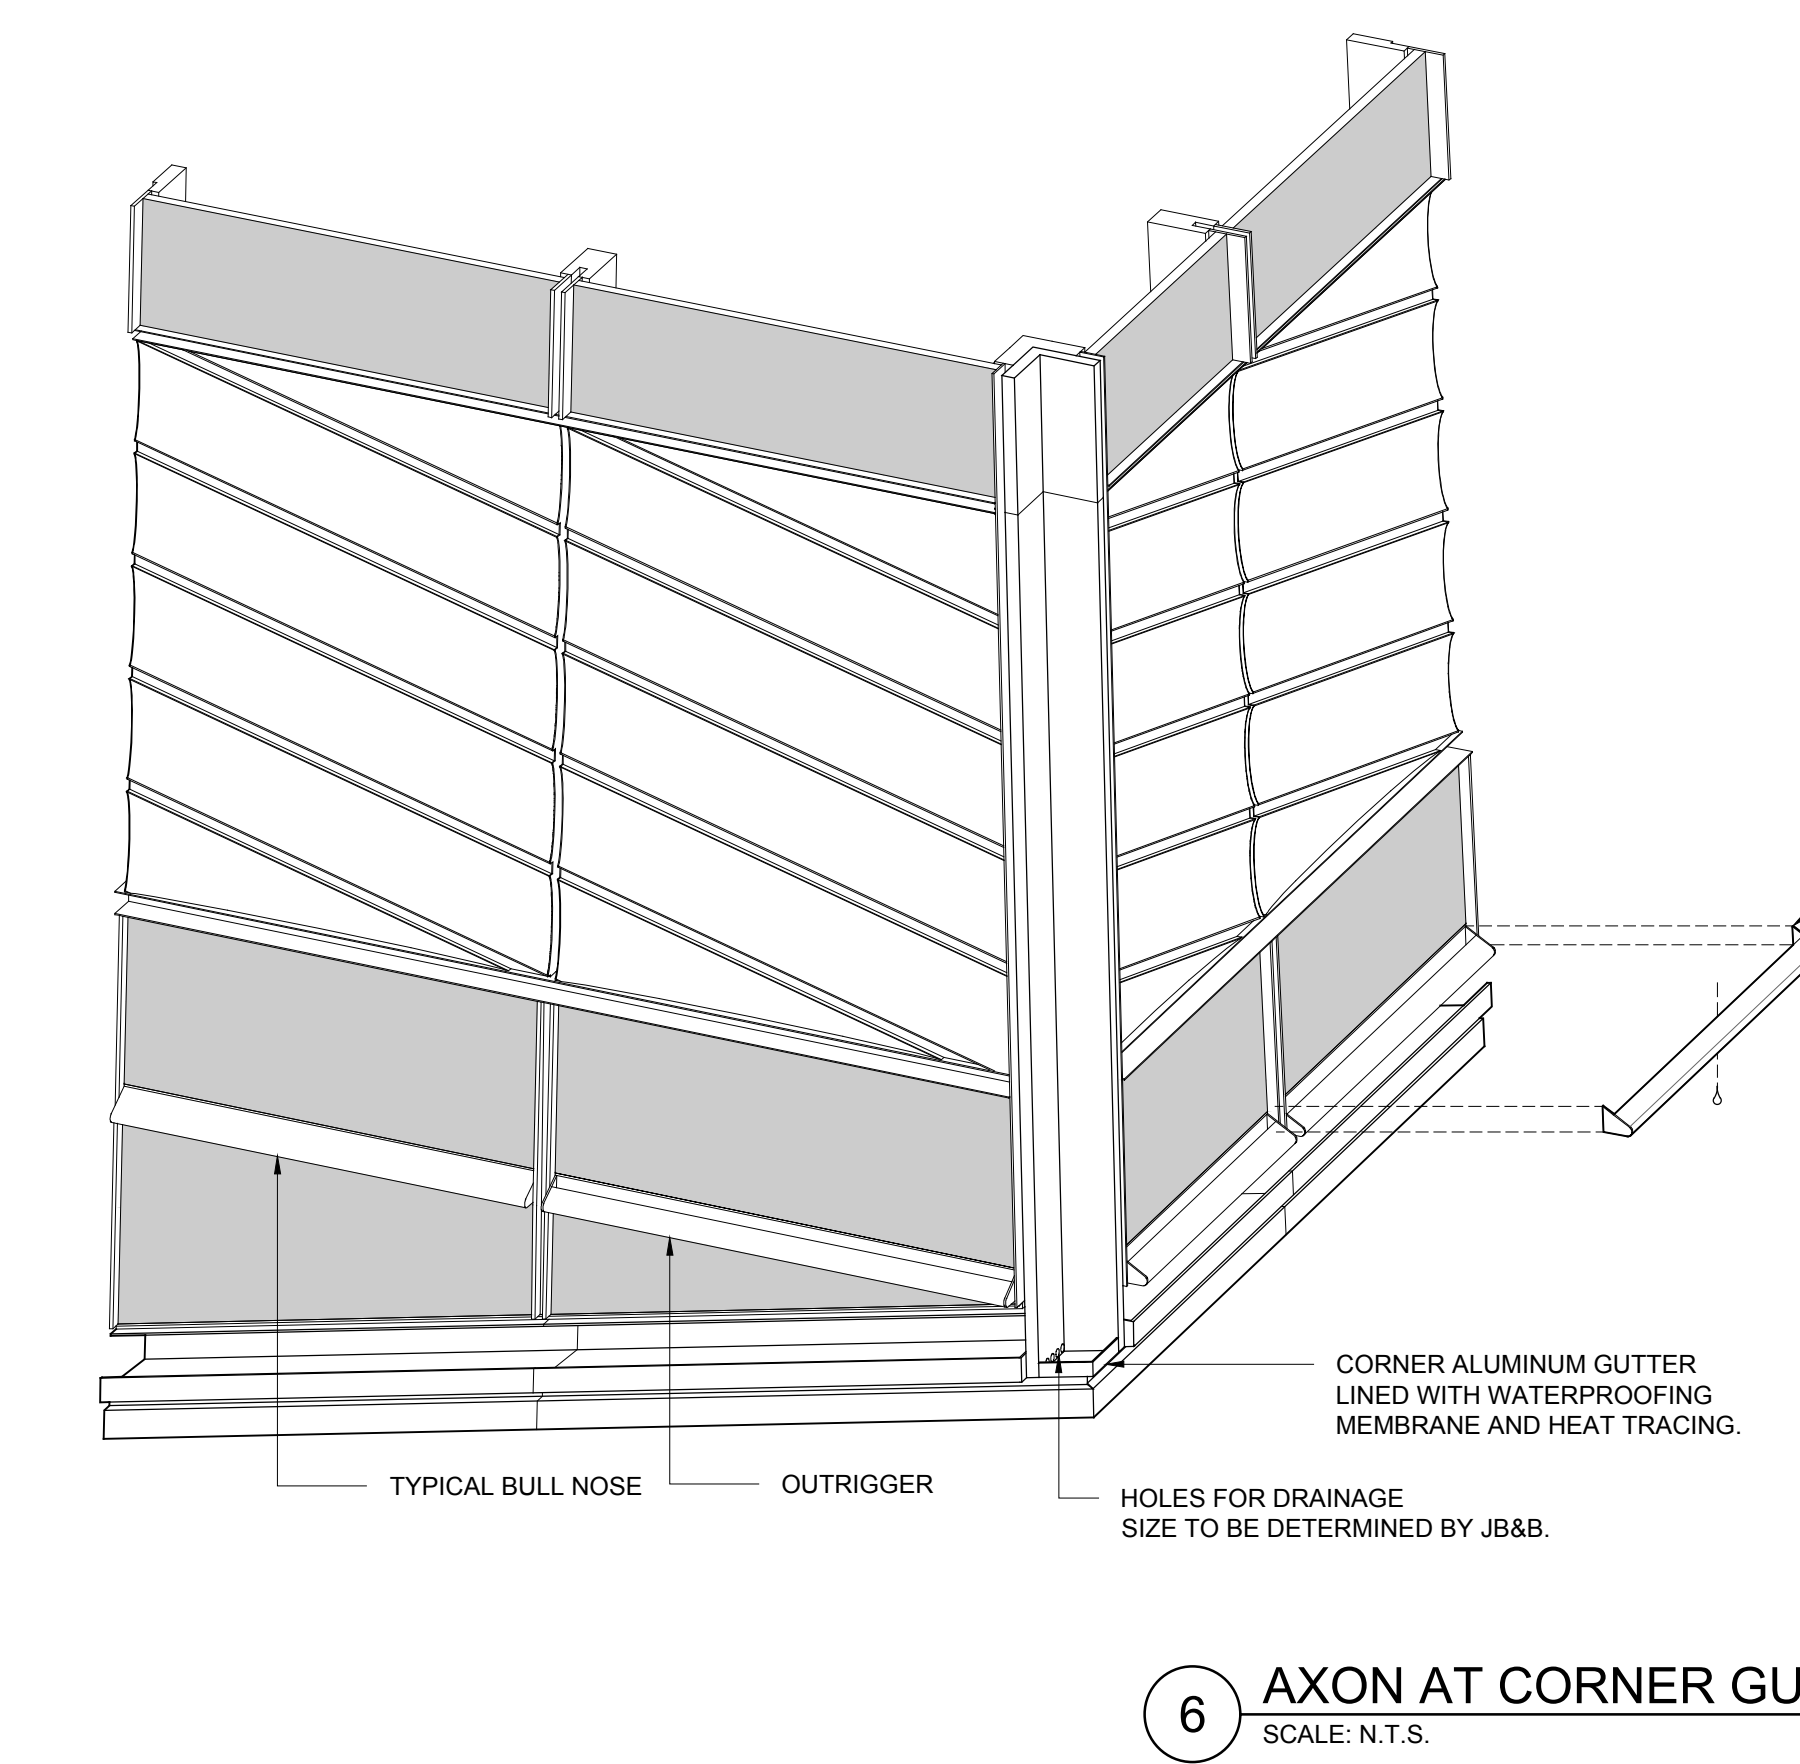 CORNER ALUMINUM GUTTER
LINED WITH WATERPROOFING
MEMBRANE AND HEAT TRACING.
TYPICAL BULL NOSE
OUTRIGGER
HOLES FOR DRAINAGE
SIZE TO BE DETERMINED BY JB&B.
6
AXON AT CORNER GU
SCALE: N.T.S.